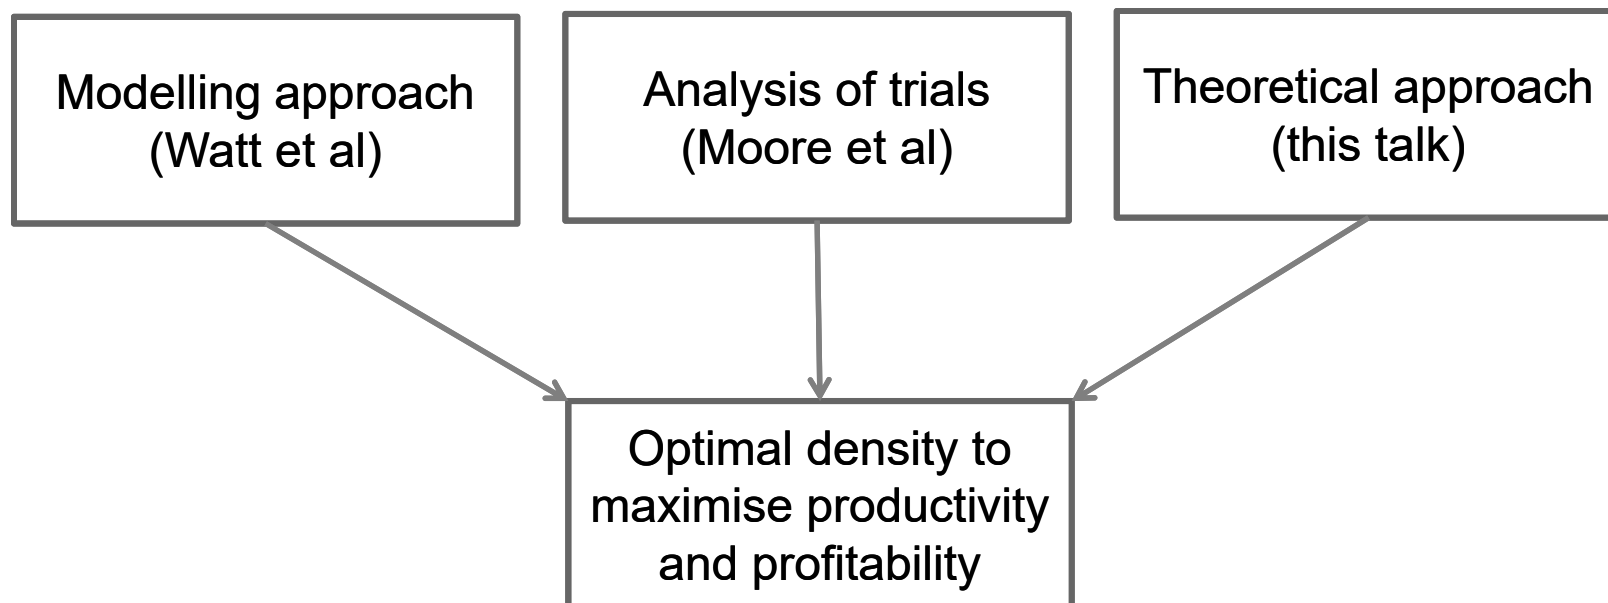 Modelling approach
(Watt et al)
Analysis of trials
(Moore et al)
Theoretical approach
(this talk)
Optimal density to
maximise productivity
and profitability